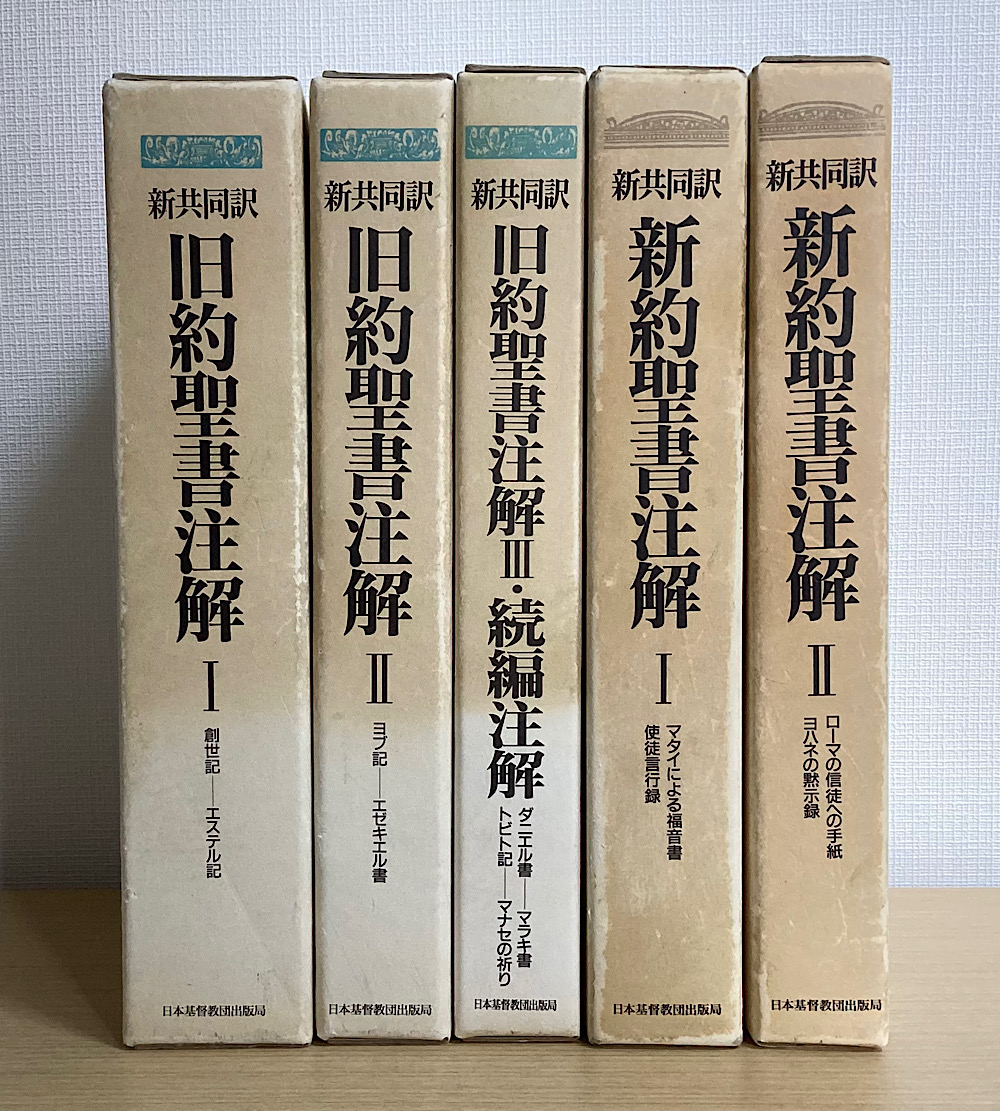 新共同訳
旧約聖書注解 Ⅰ
創世記――エステル記
日本基督教団出版局
新共同訳
旧約聖書注解 Ⅱ
ヨブ記――エゼキエル書
日本基督教団出版局
新共同訳
旧約聖書注解Ⅲ・続編注解
ダニエル書――マラキ書
トビト記――マナセの祈り
日本基督教団出版局
新共同訳
新約聖書注解 Ⅰ
マタイによる福音書
使徒言行録
日本基督教団出版局
新共同訳
新約聖書注解 Ⅱ
ローマの信徒への手紙
ヨハネの黙示録
日本基督教団出版局